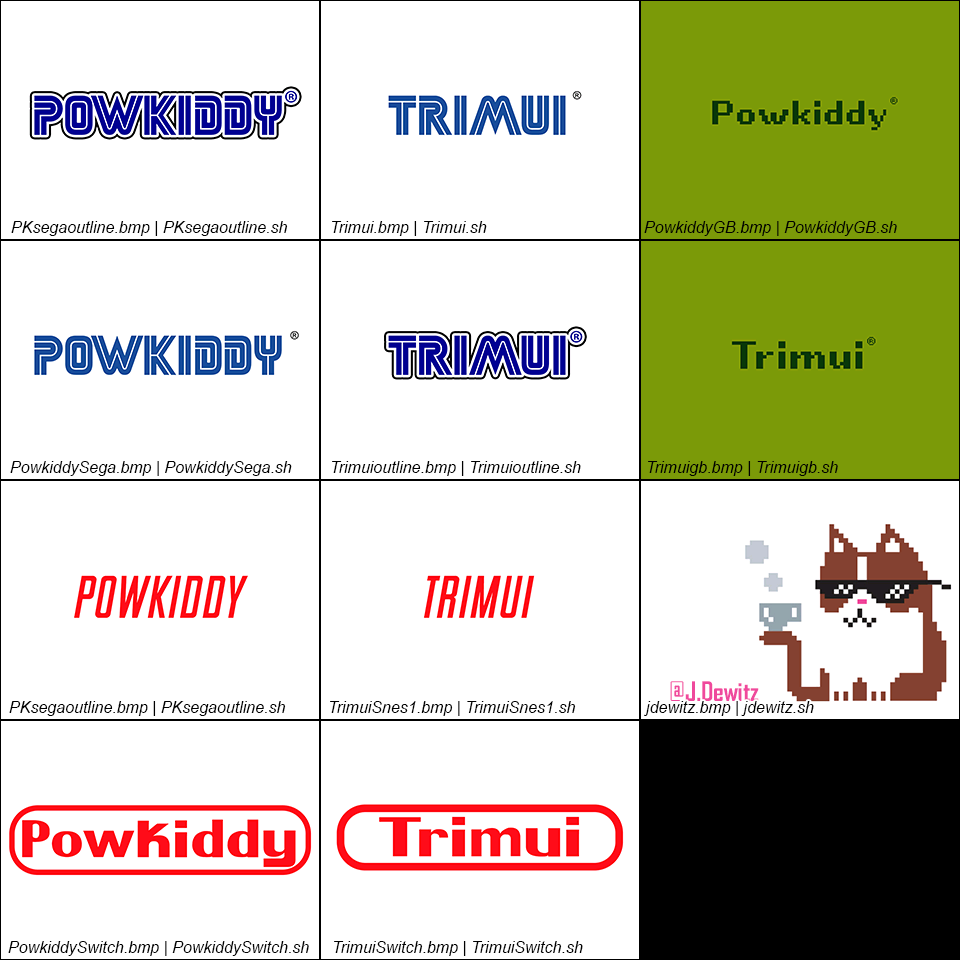 POWKIDDY®
PKsegaoutline.bmp | PKsegaoutline.sh
TRIMUI®
Trimui.bmp | Trimui.sh
Powkiddy®
PowkiddyGB.bmp | PowkiddyGB.sh
POWKIDDY®
PowkiddySega.bmp | PowkiddySega.sh
TRIMUI®
Trimuioutline.bmp | Trimuioutline.sh
Trimui®
Trimuigb.bmp | Trimuigb.sh
POWKIDDY
PKsegaoutline.bmp | PKsegaoutline.sh
TRIMUI
TrimuiSnes1.bmp | TrimuiSnes1.sh
@J.Dewitz
jdewitz.bmp | jdewitz.sh
PowKiddy
PowkiddySwitch.bmp | PowkiddySwitch.sh
Trimui
TrimuiSwitch.bmp | TrimuiSwitch.sh